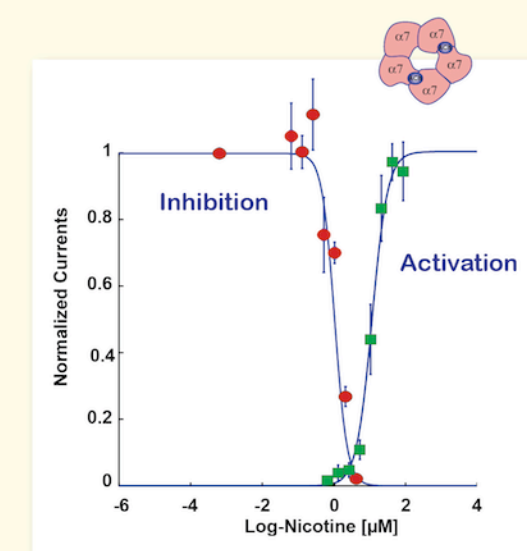 α7 α7
α7 α7
α7
1
Inhibition
0.8
Activation
0.6
0.4
0.2
0
Normalized Currents
-6 -4 -2 0 2 4
Log-Nicotine [μM]